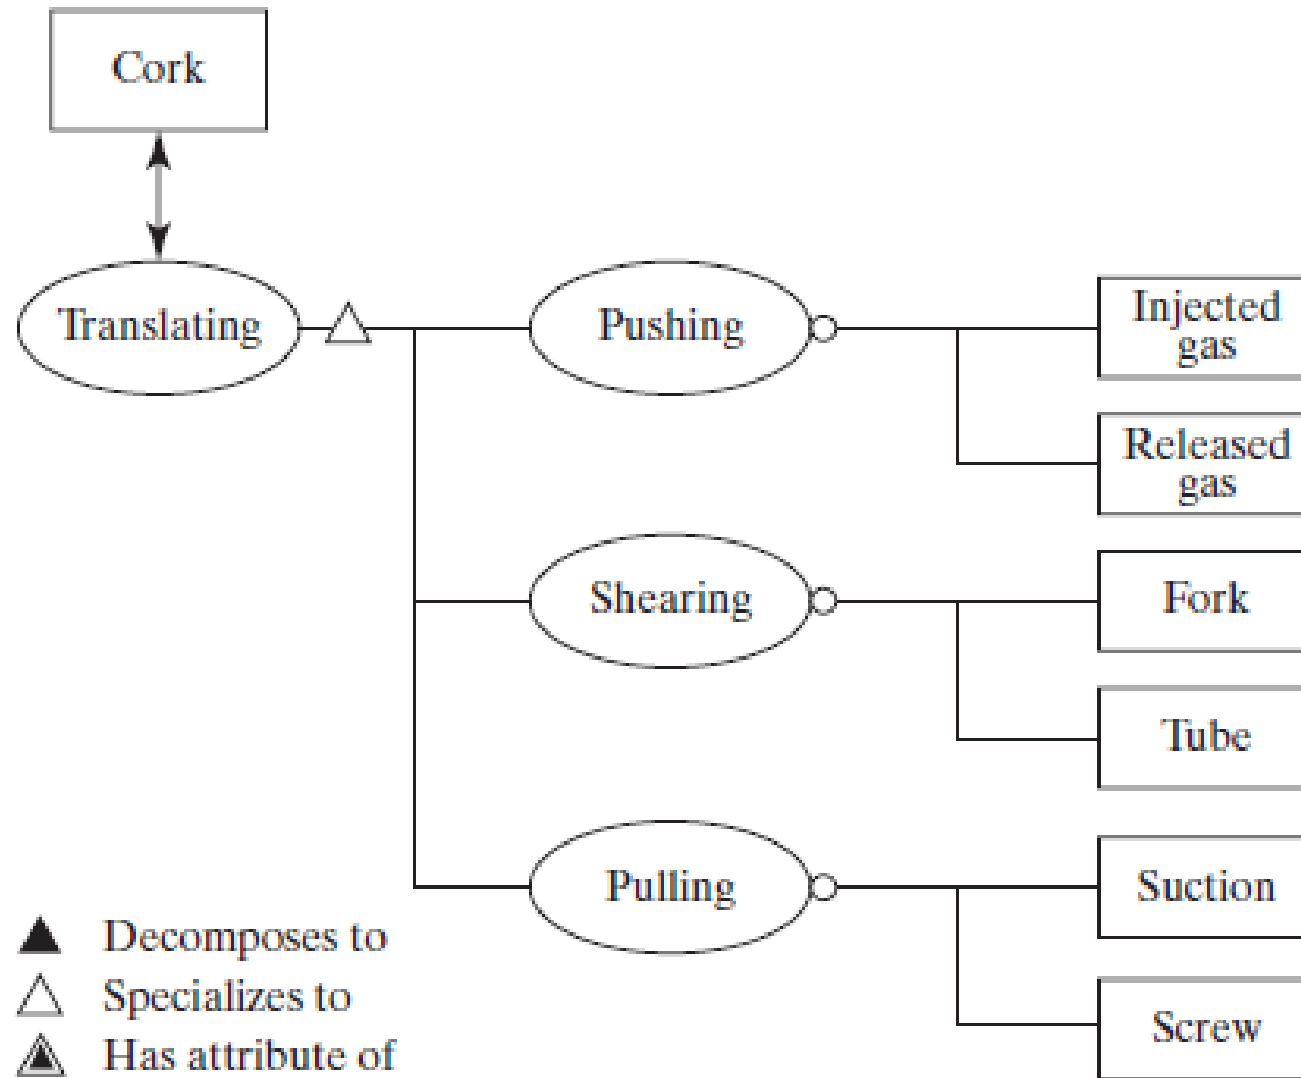 Cork
Translating
Pushing
Injected
gas
Released
gas
Shearing
Fork
Tube
Pulling
Suction
Screw
Decomposes to
Specializes to
Has attribute of